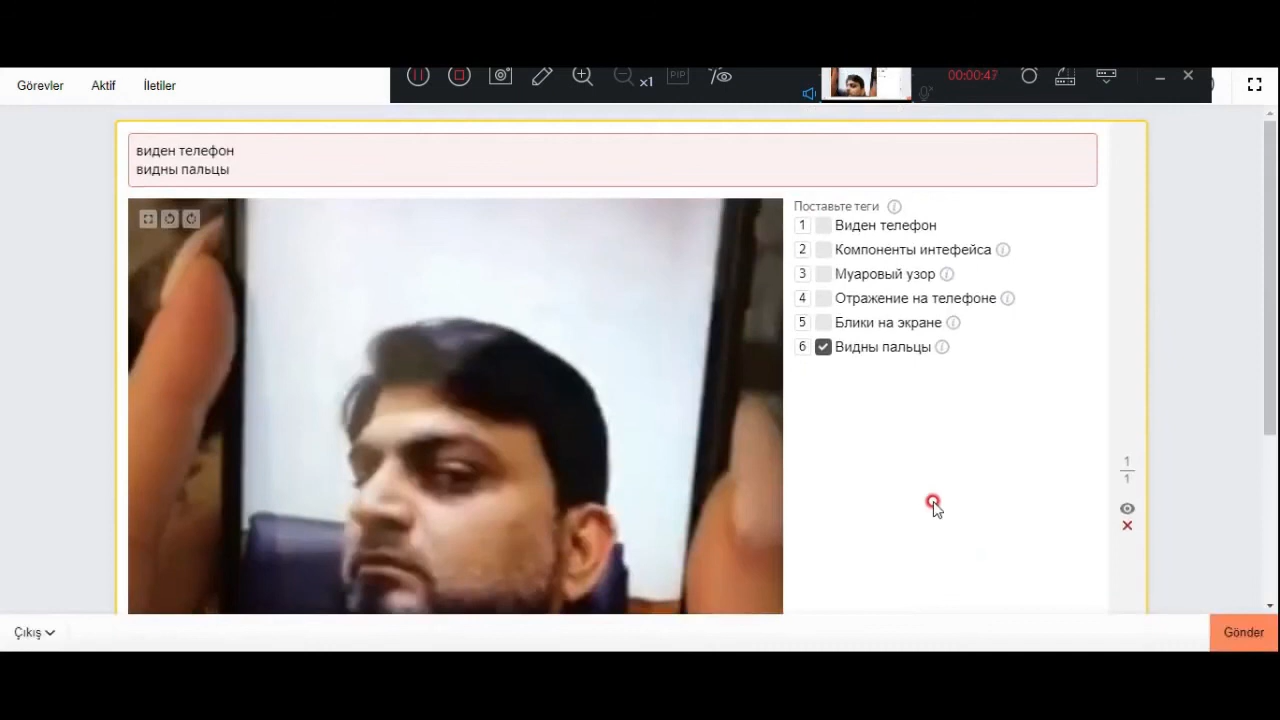 Görevler Aktif İletiler
x1 PIP 00:00:47
виден телефон
видны пальцы
Поставьте теги
1 Виден телефон
2 Компоненты интефейса
3 Муаровый узор
4 Отражение на телефоне
5 Блики на экране
6 Видны пальцы
1
1
Çıkış Gönder